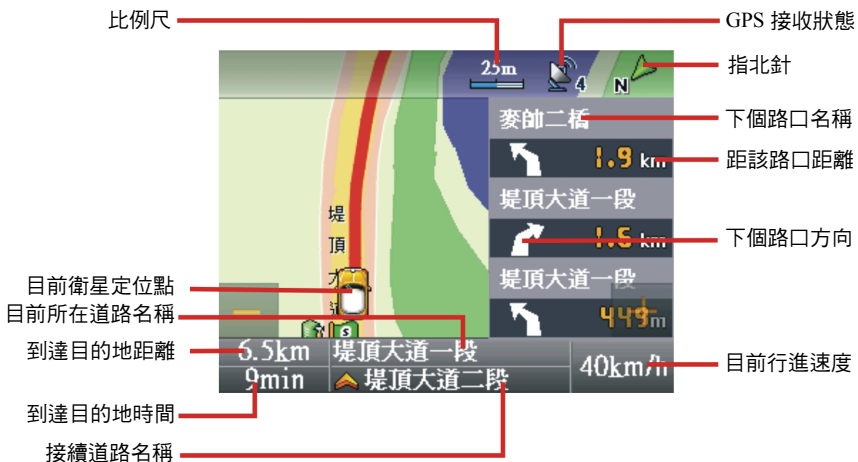 比例尺
GPS 接收狀態
指北針
下個路口名稱
距該路口距離
下個路口方向
目前行進速度
目前衛星定位點
目前所在道路名稱
到達目的地距離
到達目的地時間
接續道路名稱
25m
4
N
麥帥二橋
1.9 km
堤頂大道一段
1.6 km
堤頂大道一段
449m
堤頂大道
S
6.5km
堤頂大道一段
9min
堤頂大道二段
40km/h